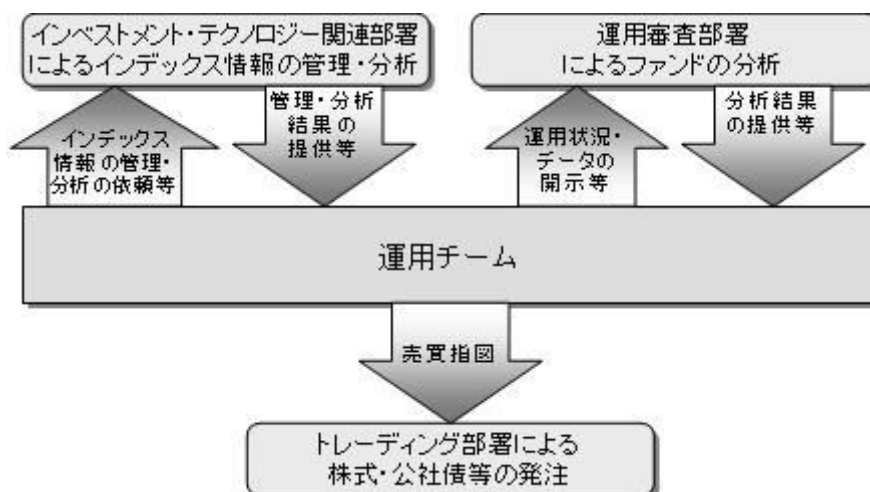 インベストメント・テクノロジー関連部署
によるインデックス情報の管理・分析
運用審査部署
によるファンドの分析
インデックス
情報の管理・
分析の依頼等
管理・分析
結果の
提供等
運用状況・
データの
開示等
分析結果
の提供等
運用チーム
売買指図
トレーディング部署による
株式・公社債等の発注